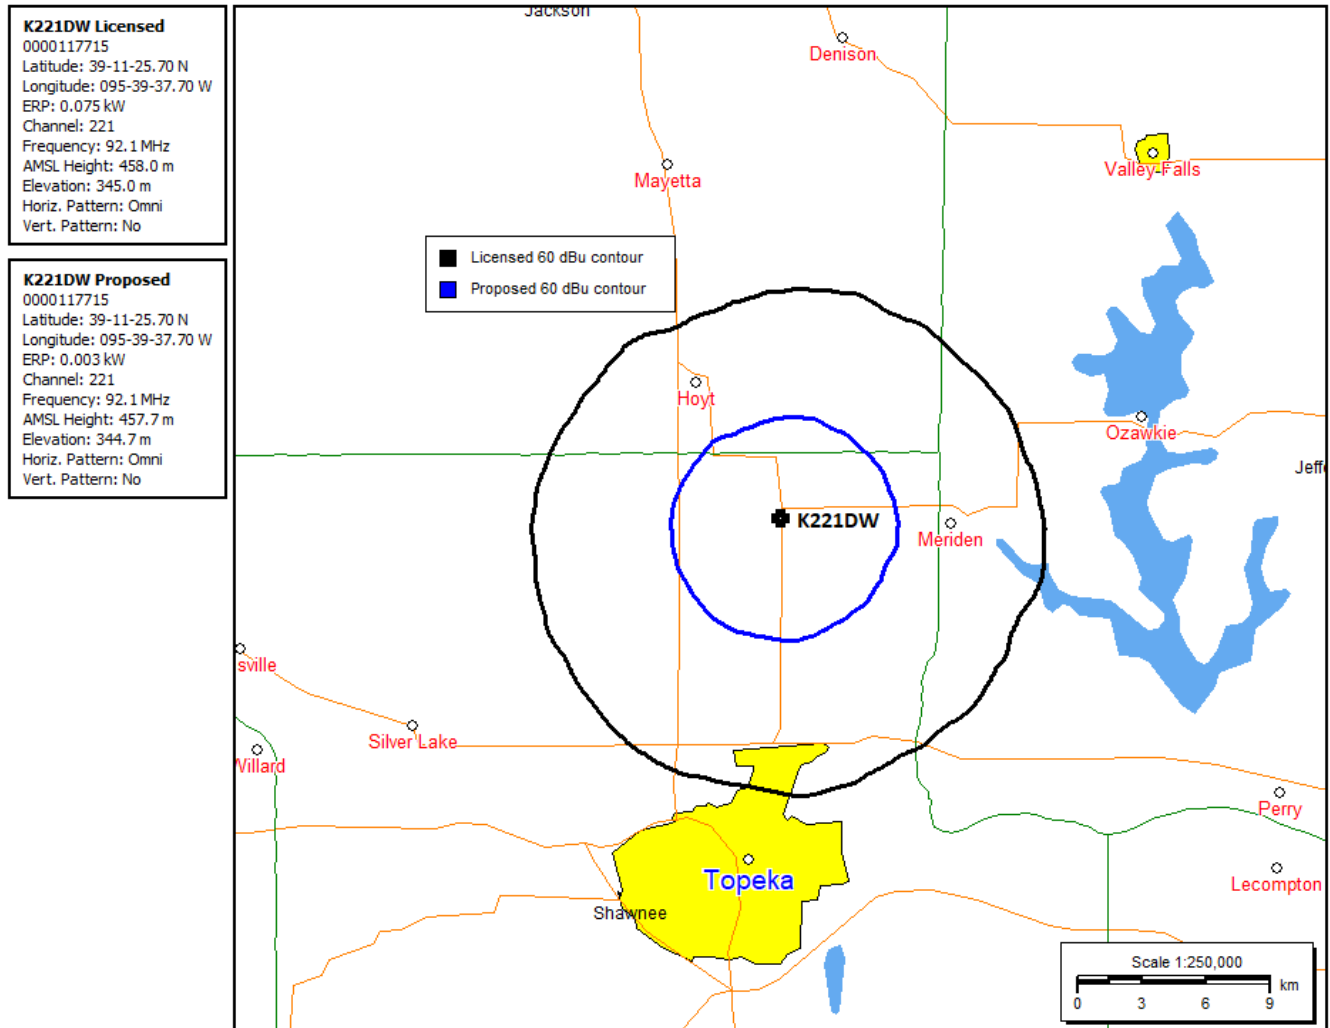 K221DW Licensed
0000117715
Latitude: 39-11-25.70 N
Longitude: 095-39-37.70 W
ERP: 0.075 kW
Channel: 221
Frequency: 92.1 MHz
AMSL Height: 458.0 m
Elevation: 345.0 m
Horiz. Pattern: Omni
Vert. Pattern: No
K221DW Proposed
0000117715
Latitude: 39-11-25.70 N
Longitude: 095-39-37.70 W
ERP: 0.003 kW
Channel: 221
Frequency: 92.1 MHz
AMSL Height: 457.7 m
Elevation: 344.7 m
Horiz. Pattern: Omni
Vert. Pattern: No
Jackson
Denison
Valley Falls
Mayetta
Licensed 60 dBu contour
Proposed 60 dBu contour
Hoyt
Ozawkie
Jeff
K221DW
Meriden
sville
Silver Lake
Willard
Perry
Topeka
Lecompton
Shawnee
Scale 1:250,000
km
0 3 6 9